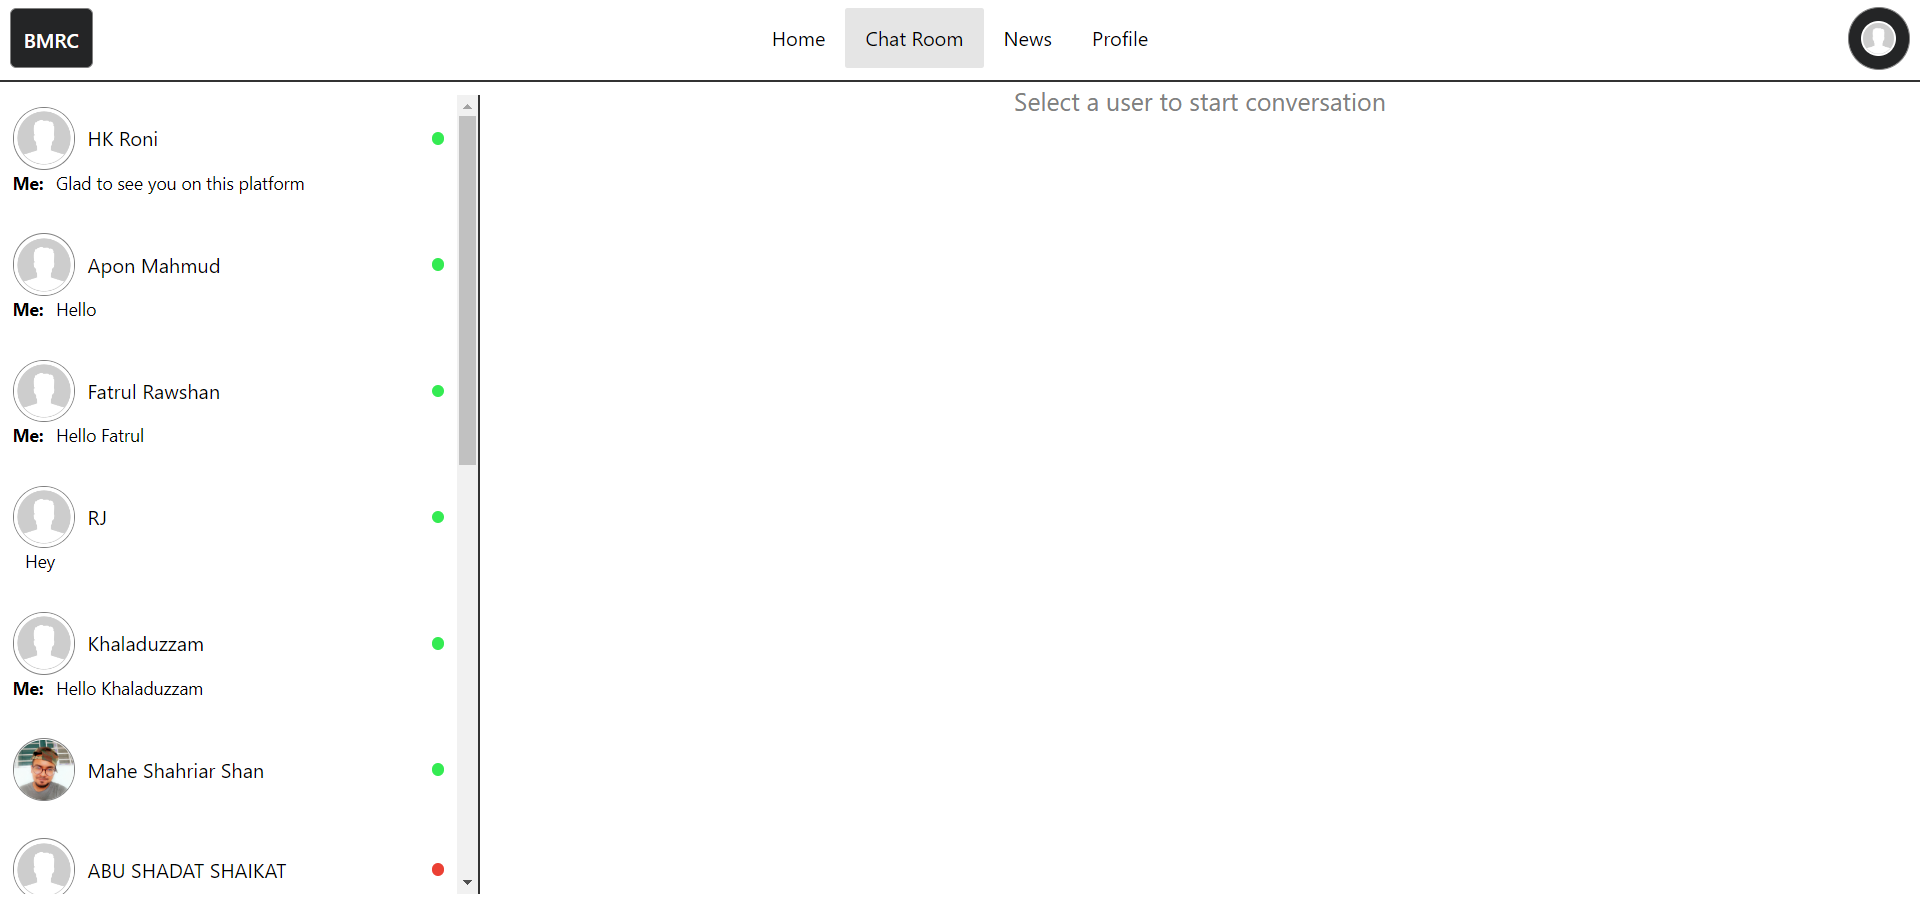 BMRC
Home Chat Room News Profile
Select a user to start conversation
HK Roni
Me: Glad to see you on this platform
Apon Mahmud
Me: Hello
Fatrul Rawshan
Me: Hello Fatrul
RJ
Hey
Khaladuzzam
Me: Hello Khaladuzzam
Mahe Shahriar Shan
ABU SHADAT SHAIKAT